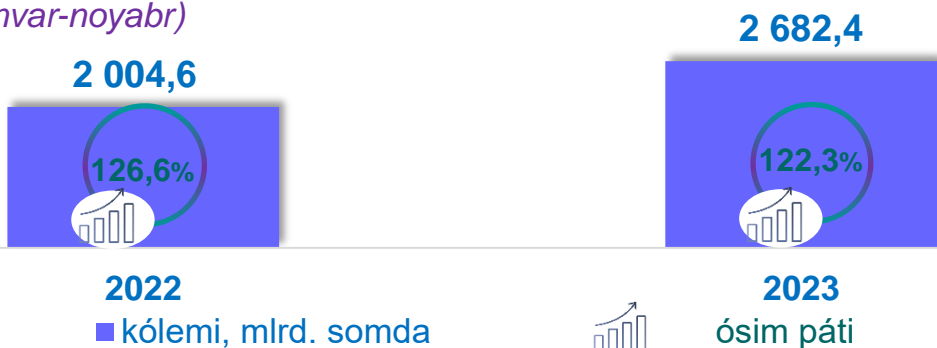 nvar-noyabr)
2 004,6
2 682,4
126,6%
122,3%
2022
2023
kólemi, mlrd. somda
ósim páti